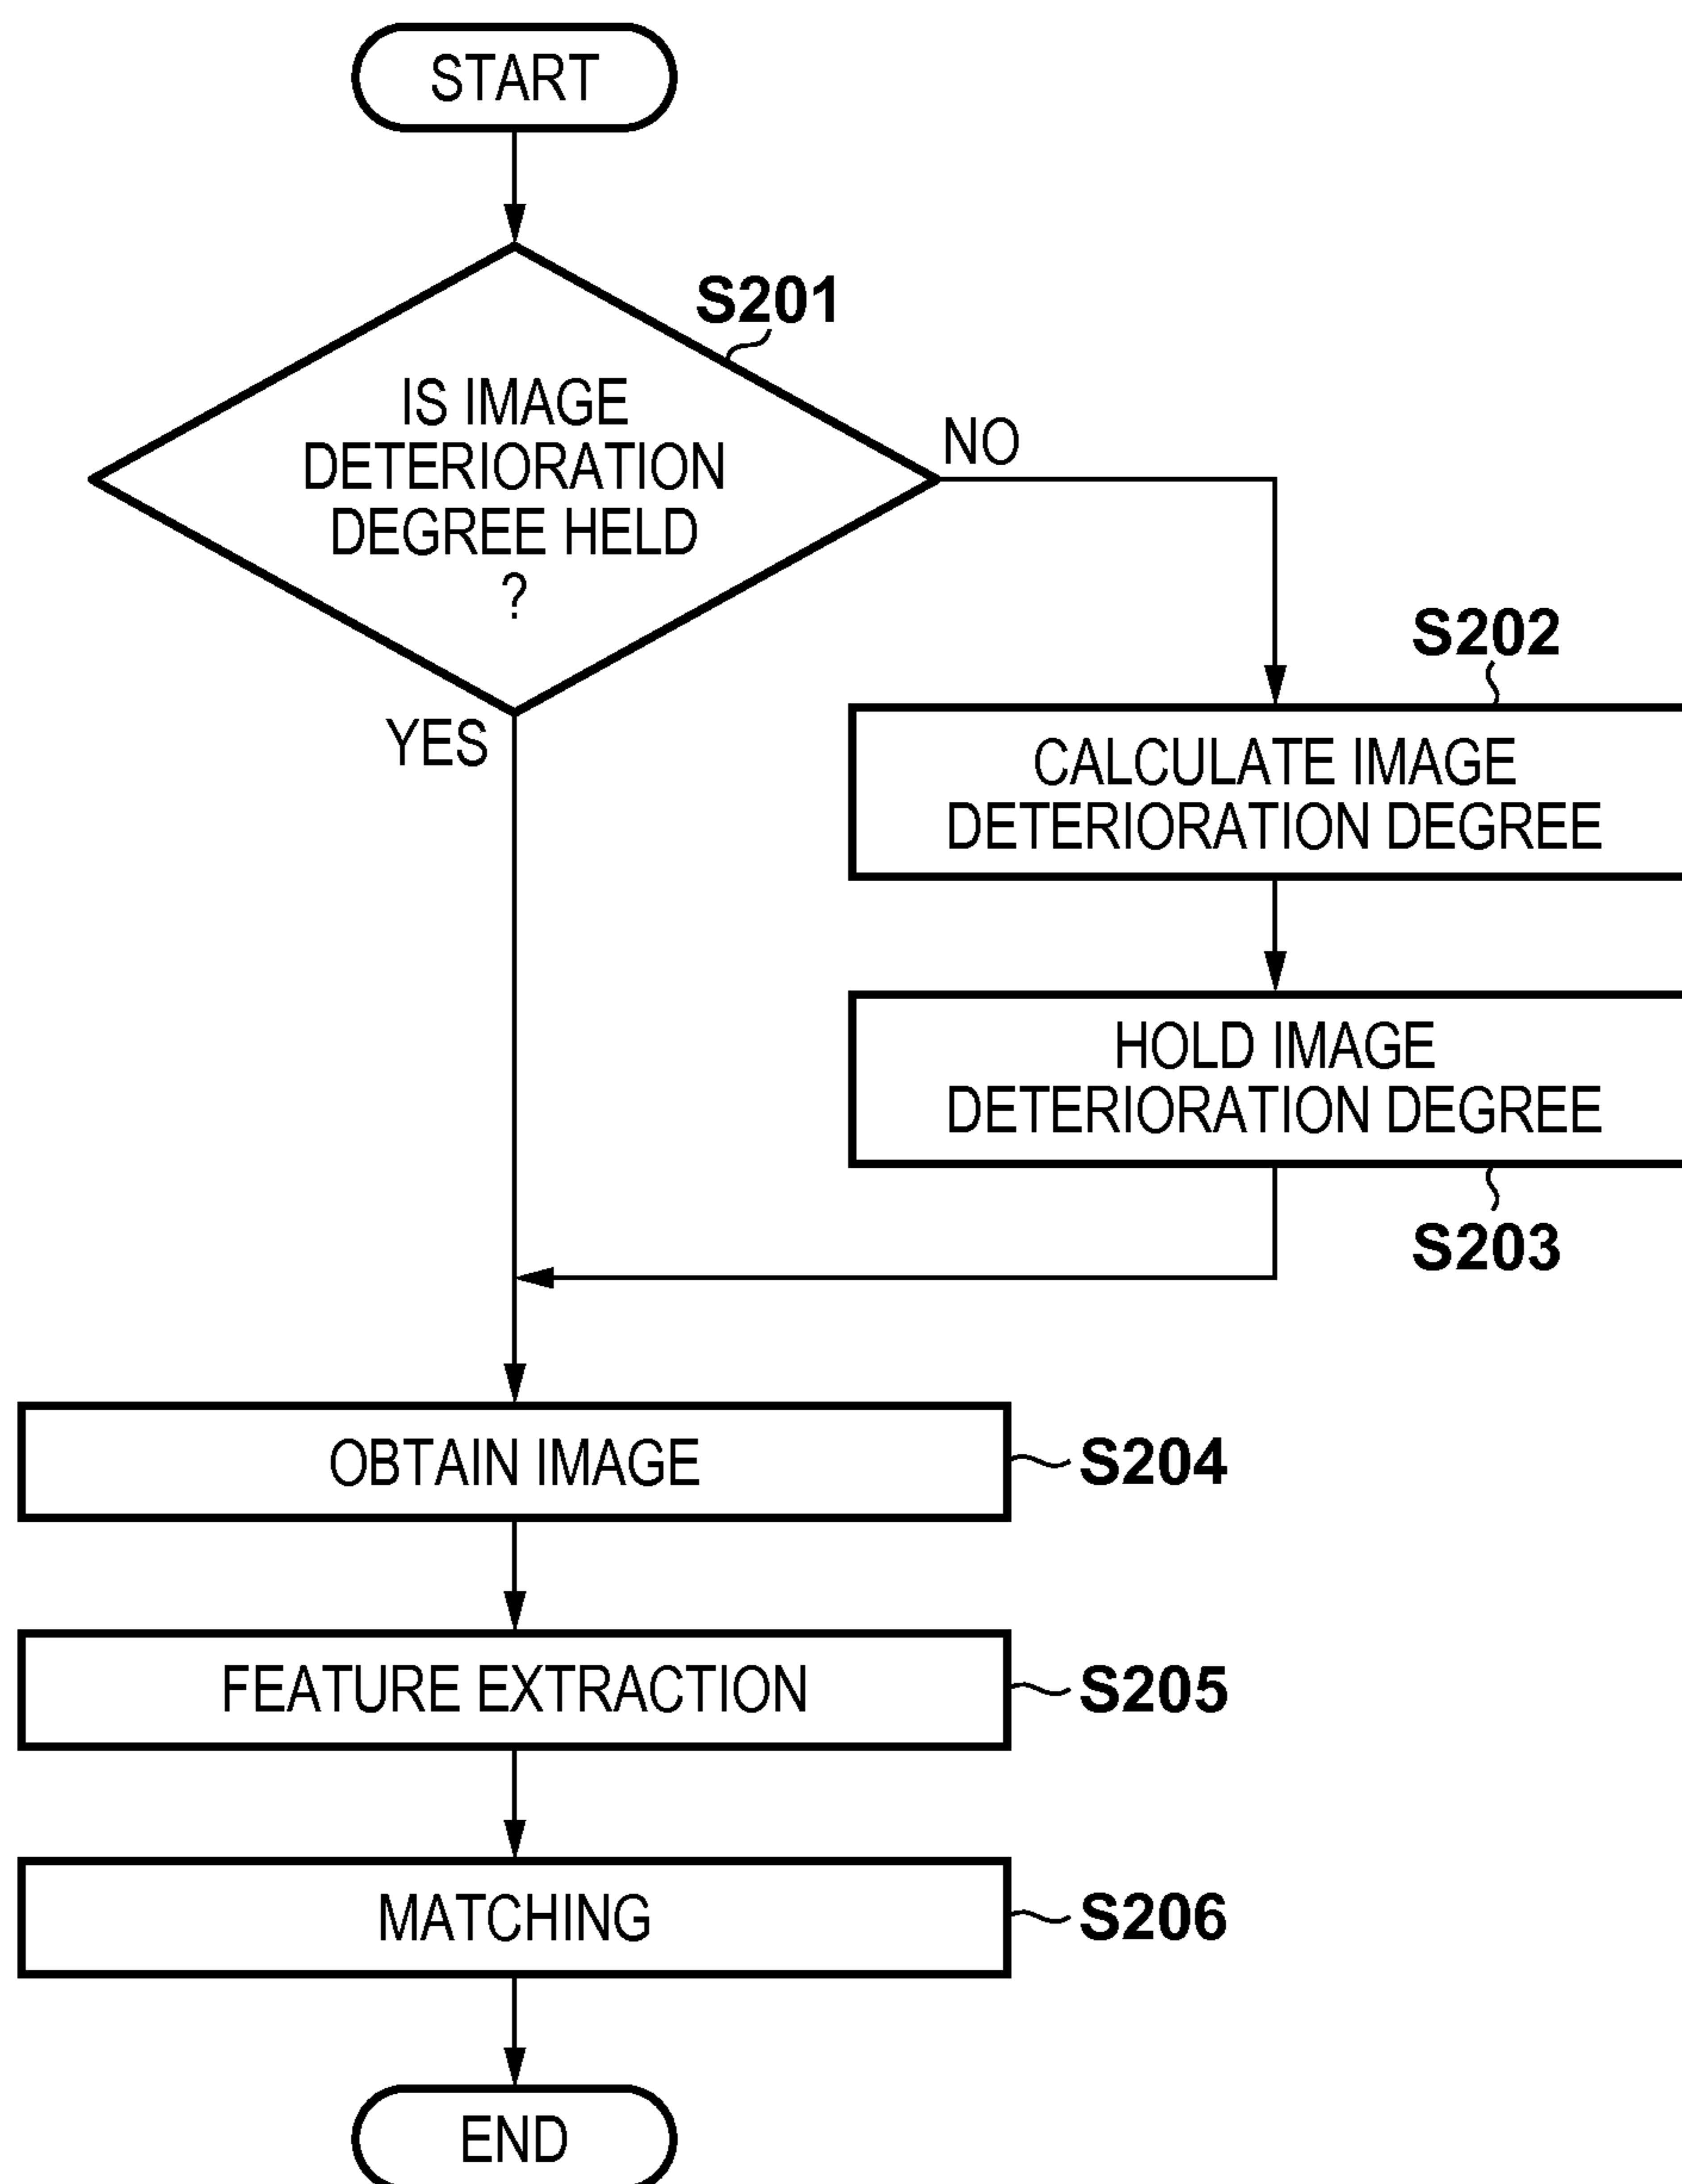 START
S201
IS IMAGE
DETERIORATION
DEGREE HELD
?
NO
YES
S202
CALCULATE IMAGE
DETERIORATION DEGREE
HOLD IMAGE
DETERIORATION DEGREE
S203
OBTAIN IMAGE
S204
FEATURE EXTRACTION
S205
MATCHING
S206
END